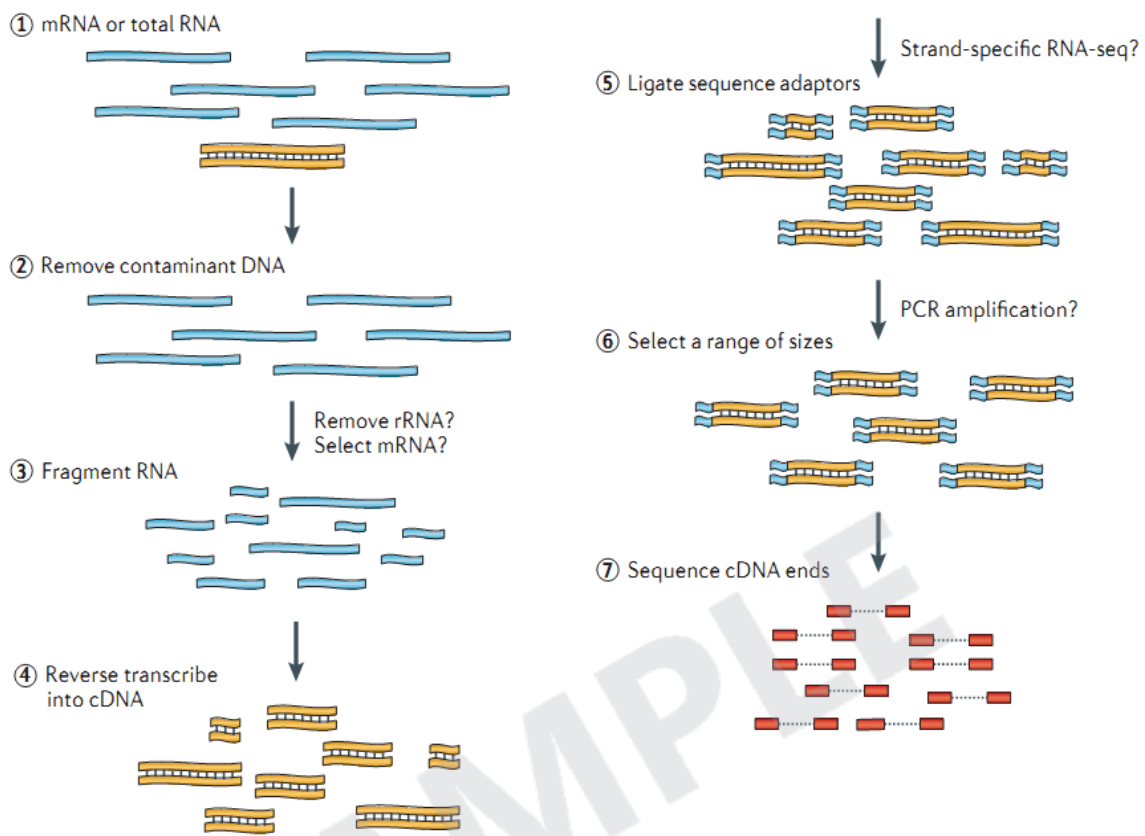 ① mRNA or total RNA
② Remove contaminant DNA
Remove rRNA?
Select mRNA?
③ Fragment RNA
④ Reverse transcribe
into cDNA
Strand-specific RNA-seq?
⑤ Ligate sequence adaptors
PCR amplification?
⑥ Select a range of sizes
⑦ Sequence cDNA ends